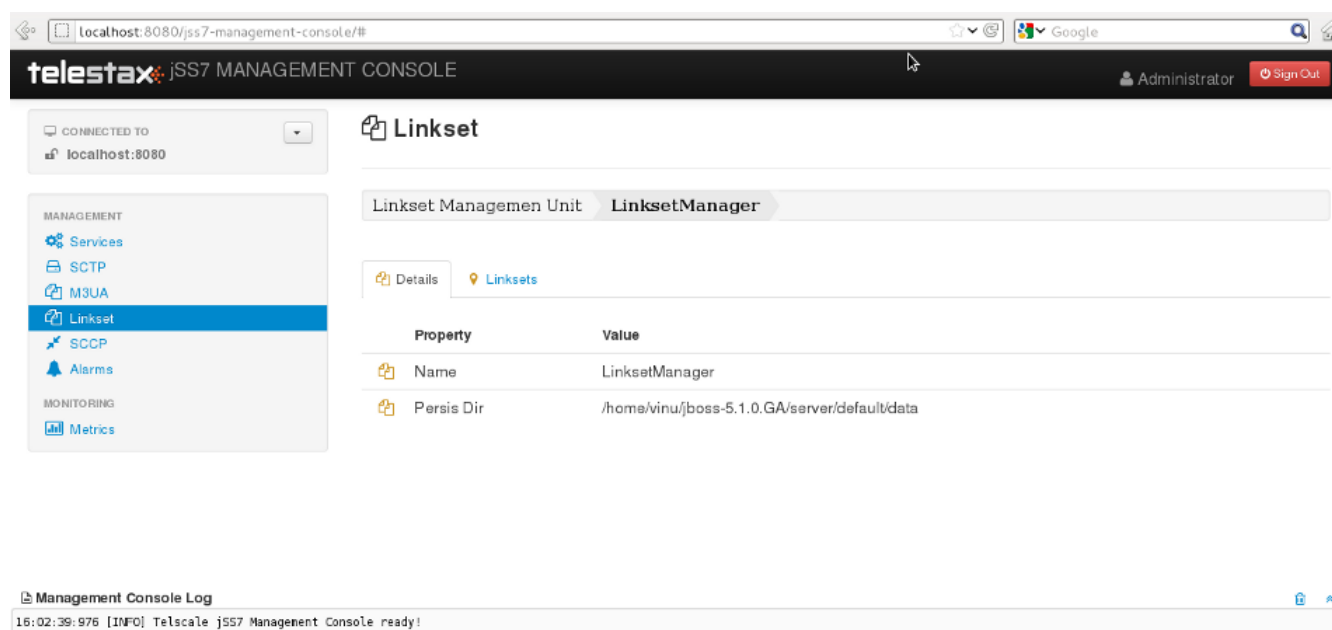 localhost:8080/jss7-management-console/#
Google
telestax jSS7 MANAGEMENT CONSOLE
Administrator
Sign Out
CONNECTED TO
localhost:8080
Linkset
Linkset Managemen Unit LinksetManager
MANAGEMENT
Services
SCTP
M3UA
Linkset
SCCP
Alarms
MONITORING
Metrics
Details Linksets
Property Value
Name LinksetManager
Persis Dir /home/vinu/jboss-5.1.0.GA/server/default/data
Management Console Log
16:02:39:976 [INFO] Telscale jSS7 Management Console ready!